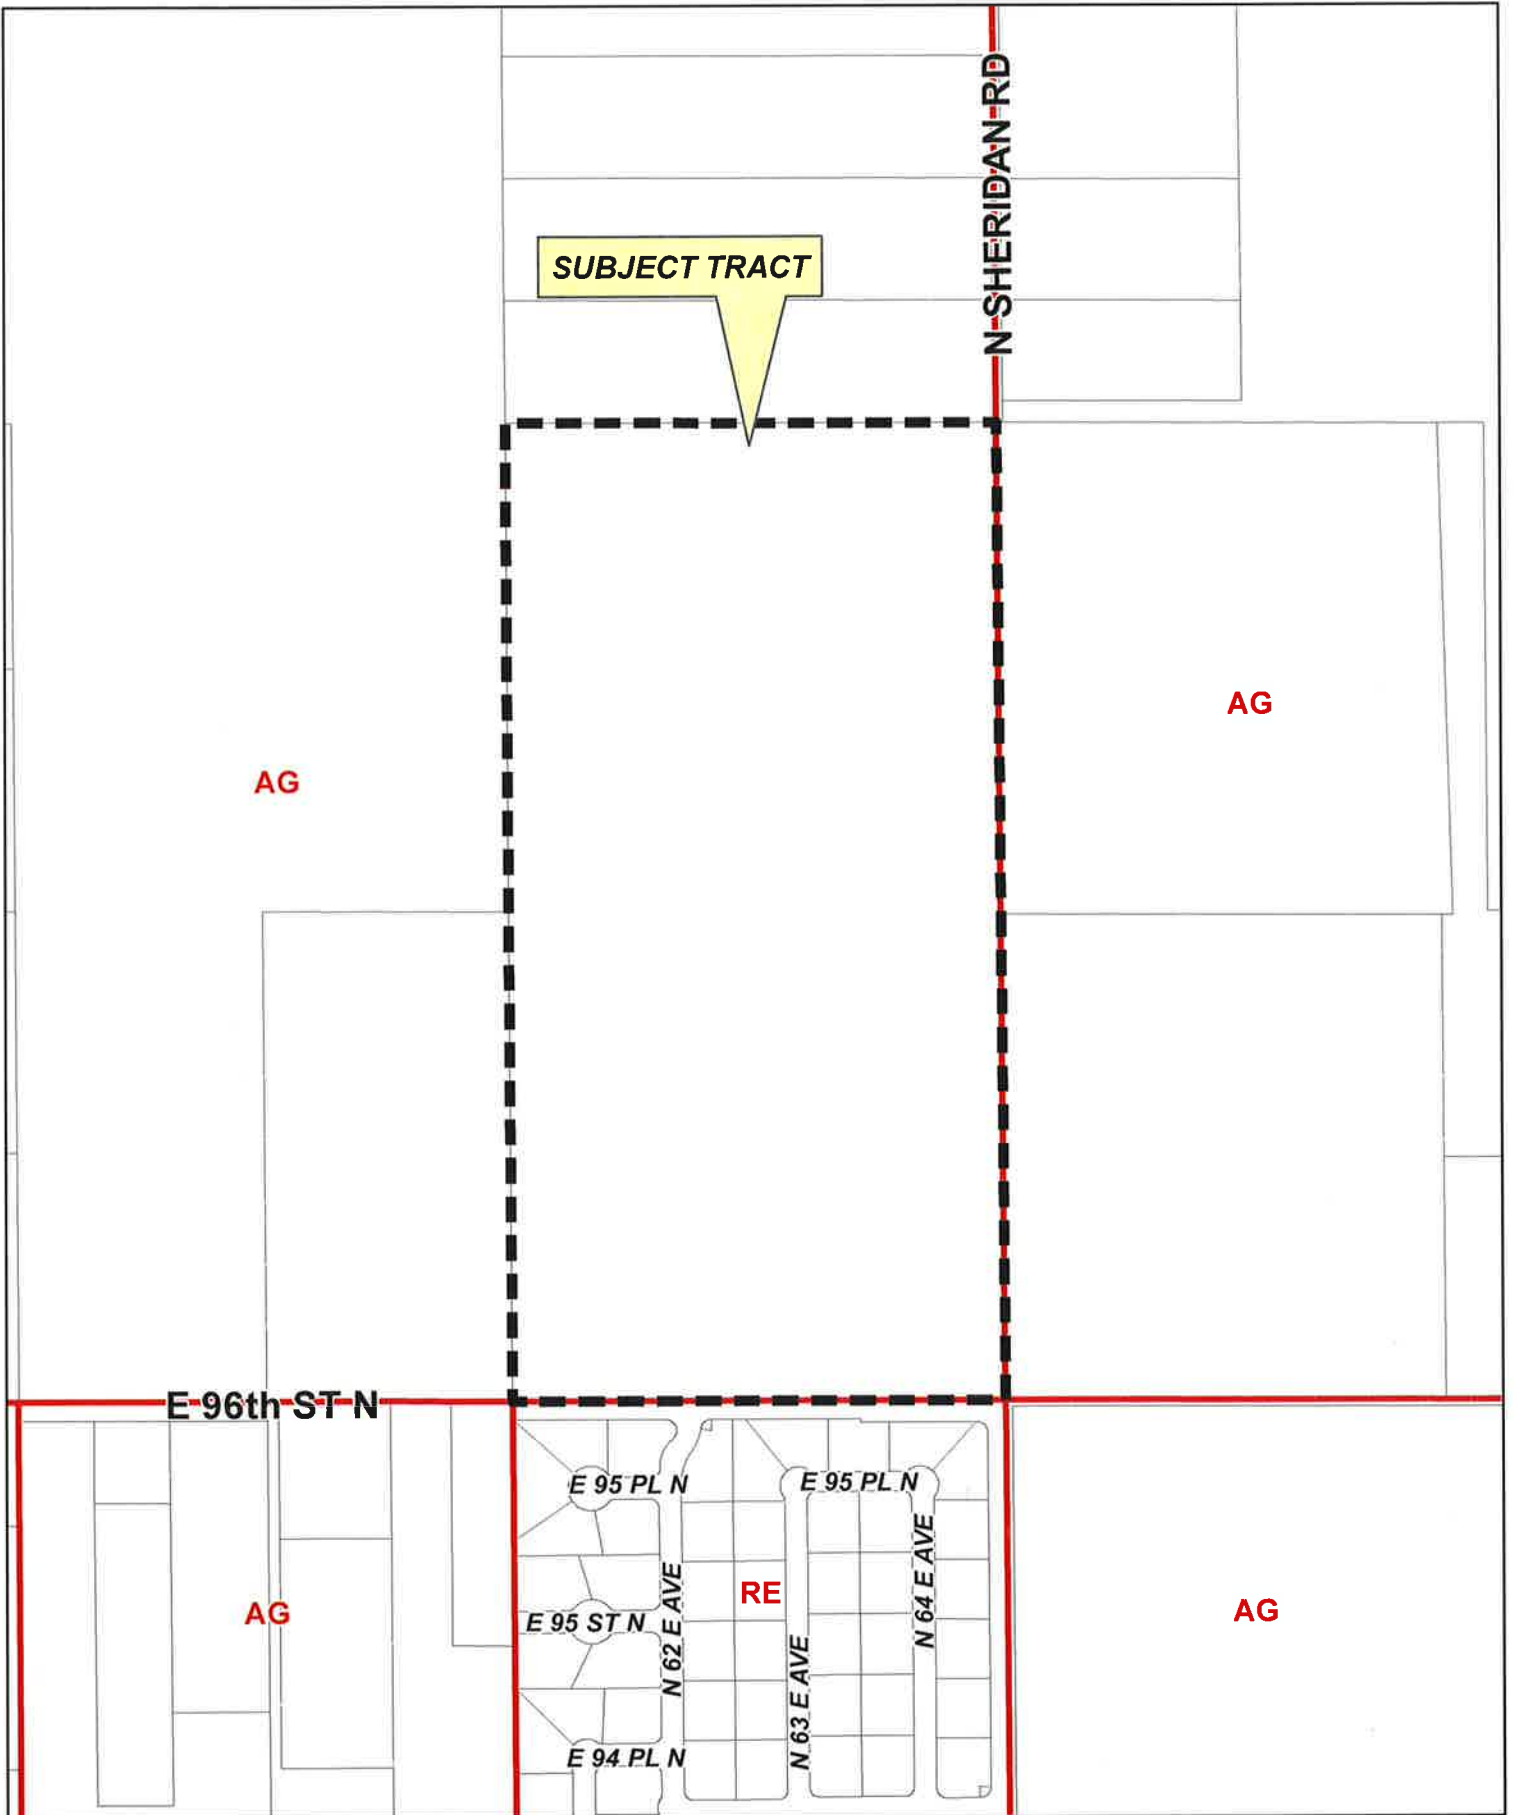 N SHERIDAN RD
SUBJECT TRACT
AG
AG
E 96th ST N
E 95 PL N
E 95 PL N
N 64 E AVE
N 62 E AVE
RE
AG
AG
E 95 ST N
N 63 E AVE
E 94 PL N